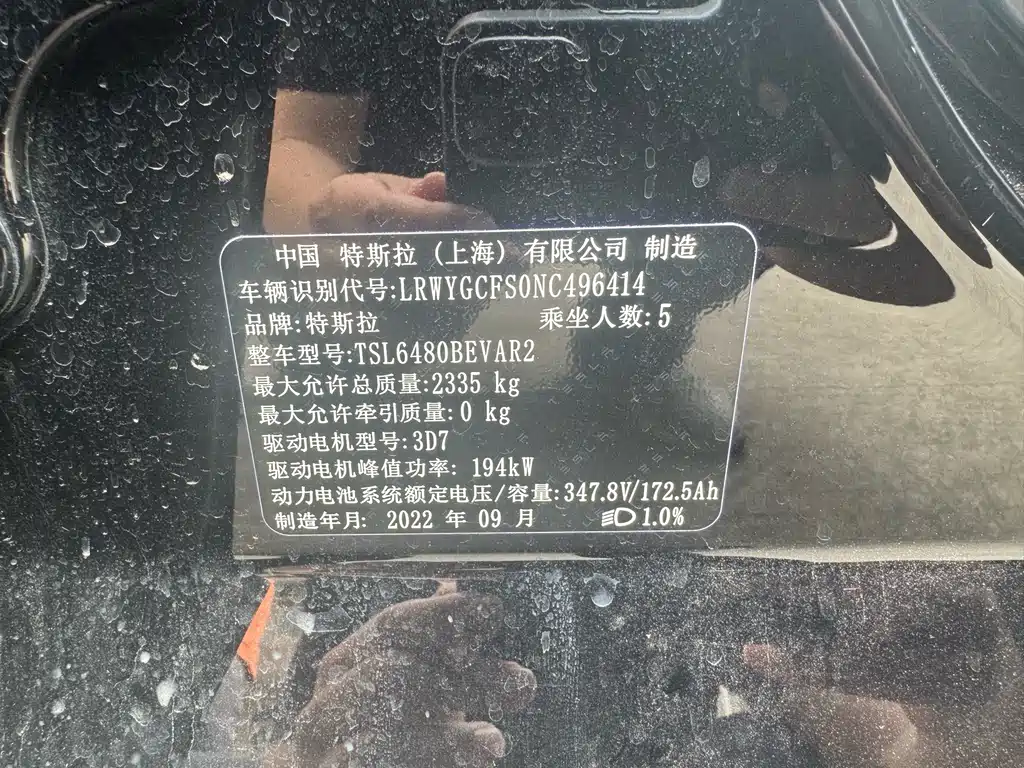 中国 特斯拉 (上海) 有限公司 制造
车辆识别代号:LRWYGCFS0NC496414
品牌:特斯拉 乘坐人数:5
整车型号:TSL6480BEVAR2
最大允许总质量:2335 kg
最大允许牵引质量:0 kg
驱动电机型号:3D7
驱动电机峰值功率: 194kW
动力电池系统额定电压/容量:347.8V/172.5Ah
制造年月: 2022 年 09 月 1.0%